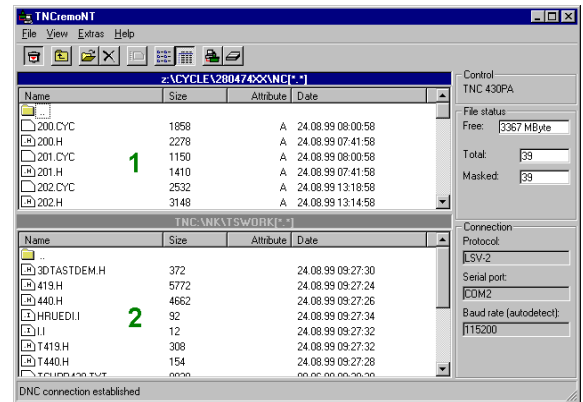 TNCremoNT
File View Extras Help
z:\CYCLE\280474XX\NC[*.*]
Name Size Attribute Date
..
200.CYC 1858 A 24.08.99 08:00:58
200.H 2278 A 24.08.99 07:41:58
201.CYC 1150 A 24.08.99 08:00:58
201.H 1410 A 24.08.99 07:41:58
202.CYC 2532 A 24.08.99 13:18:58
202.H 3148 A 24.08.99 13:14:58
1
TNC:\NK\TSWORK[*.*]
Name Size Attribute Date
..
3DTASTDEM.H 372 24.08.99 09:27:30
419.H 5772 24.08.99 09:27:24
440.H 4662 24.08.99 09:27:26
HRUEDI.I 92 24.08.99 09:27:34
I.I 12 24.08.99 09:27:32
T419.H 308 24.08.99 09:27:32
T440.H 154 24.08.99 09:27:28
2
Control
TNC 430PA
File status
Free: 3367 MByte
Total: 39
Masked: 39
Connection
Protocol:
LSV-2
Serial port:
COM2
Baud rate (autodetect):
115200
DNC connection established